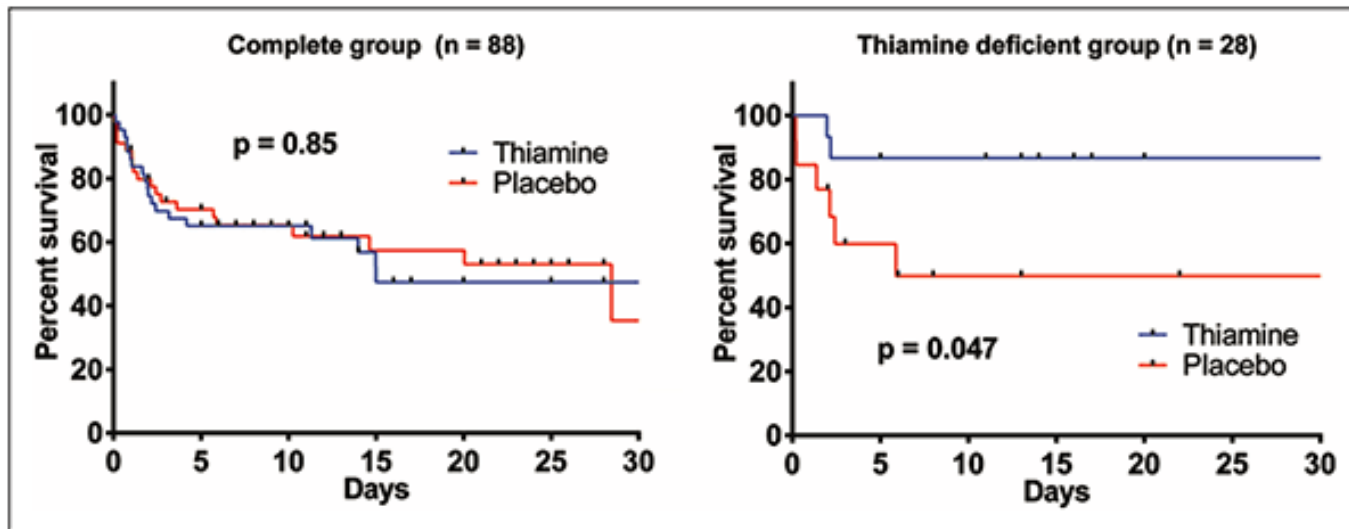 Complete group (n = 88)
100
80
60
40
20
0
Percent survival
p = 0.85
Thiamine
Placebo
0 5 10 15 20 25 30
Days
Thiamine deficient group (n = 28)
100
80
60
40
20
0
Percent survival
p = 0.047
Thiamine
Placebo
0 5 10 15 20 25 30
Days